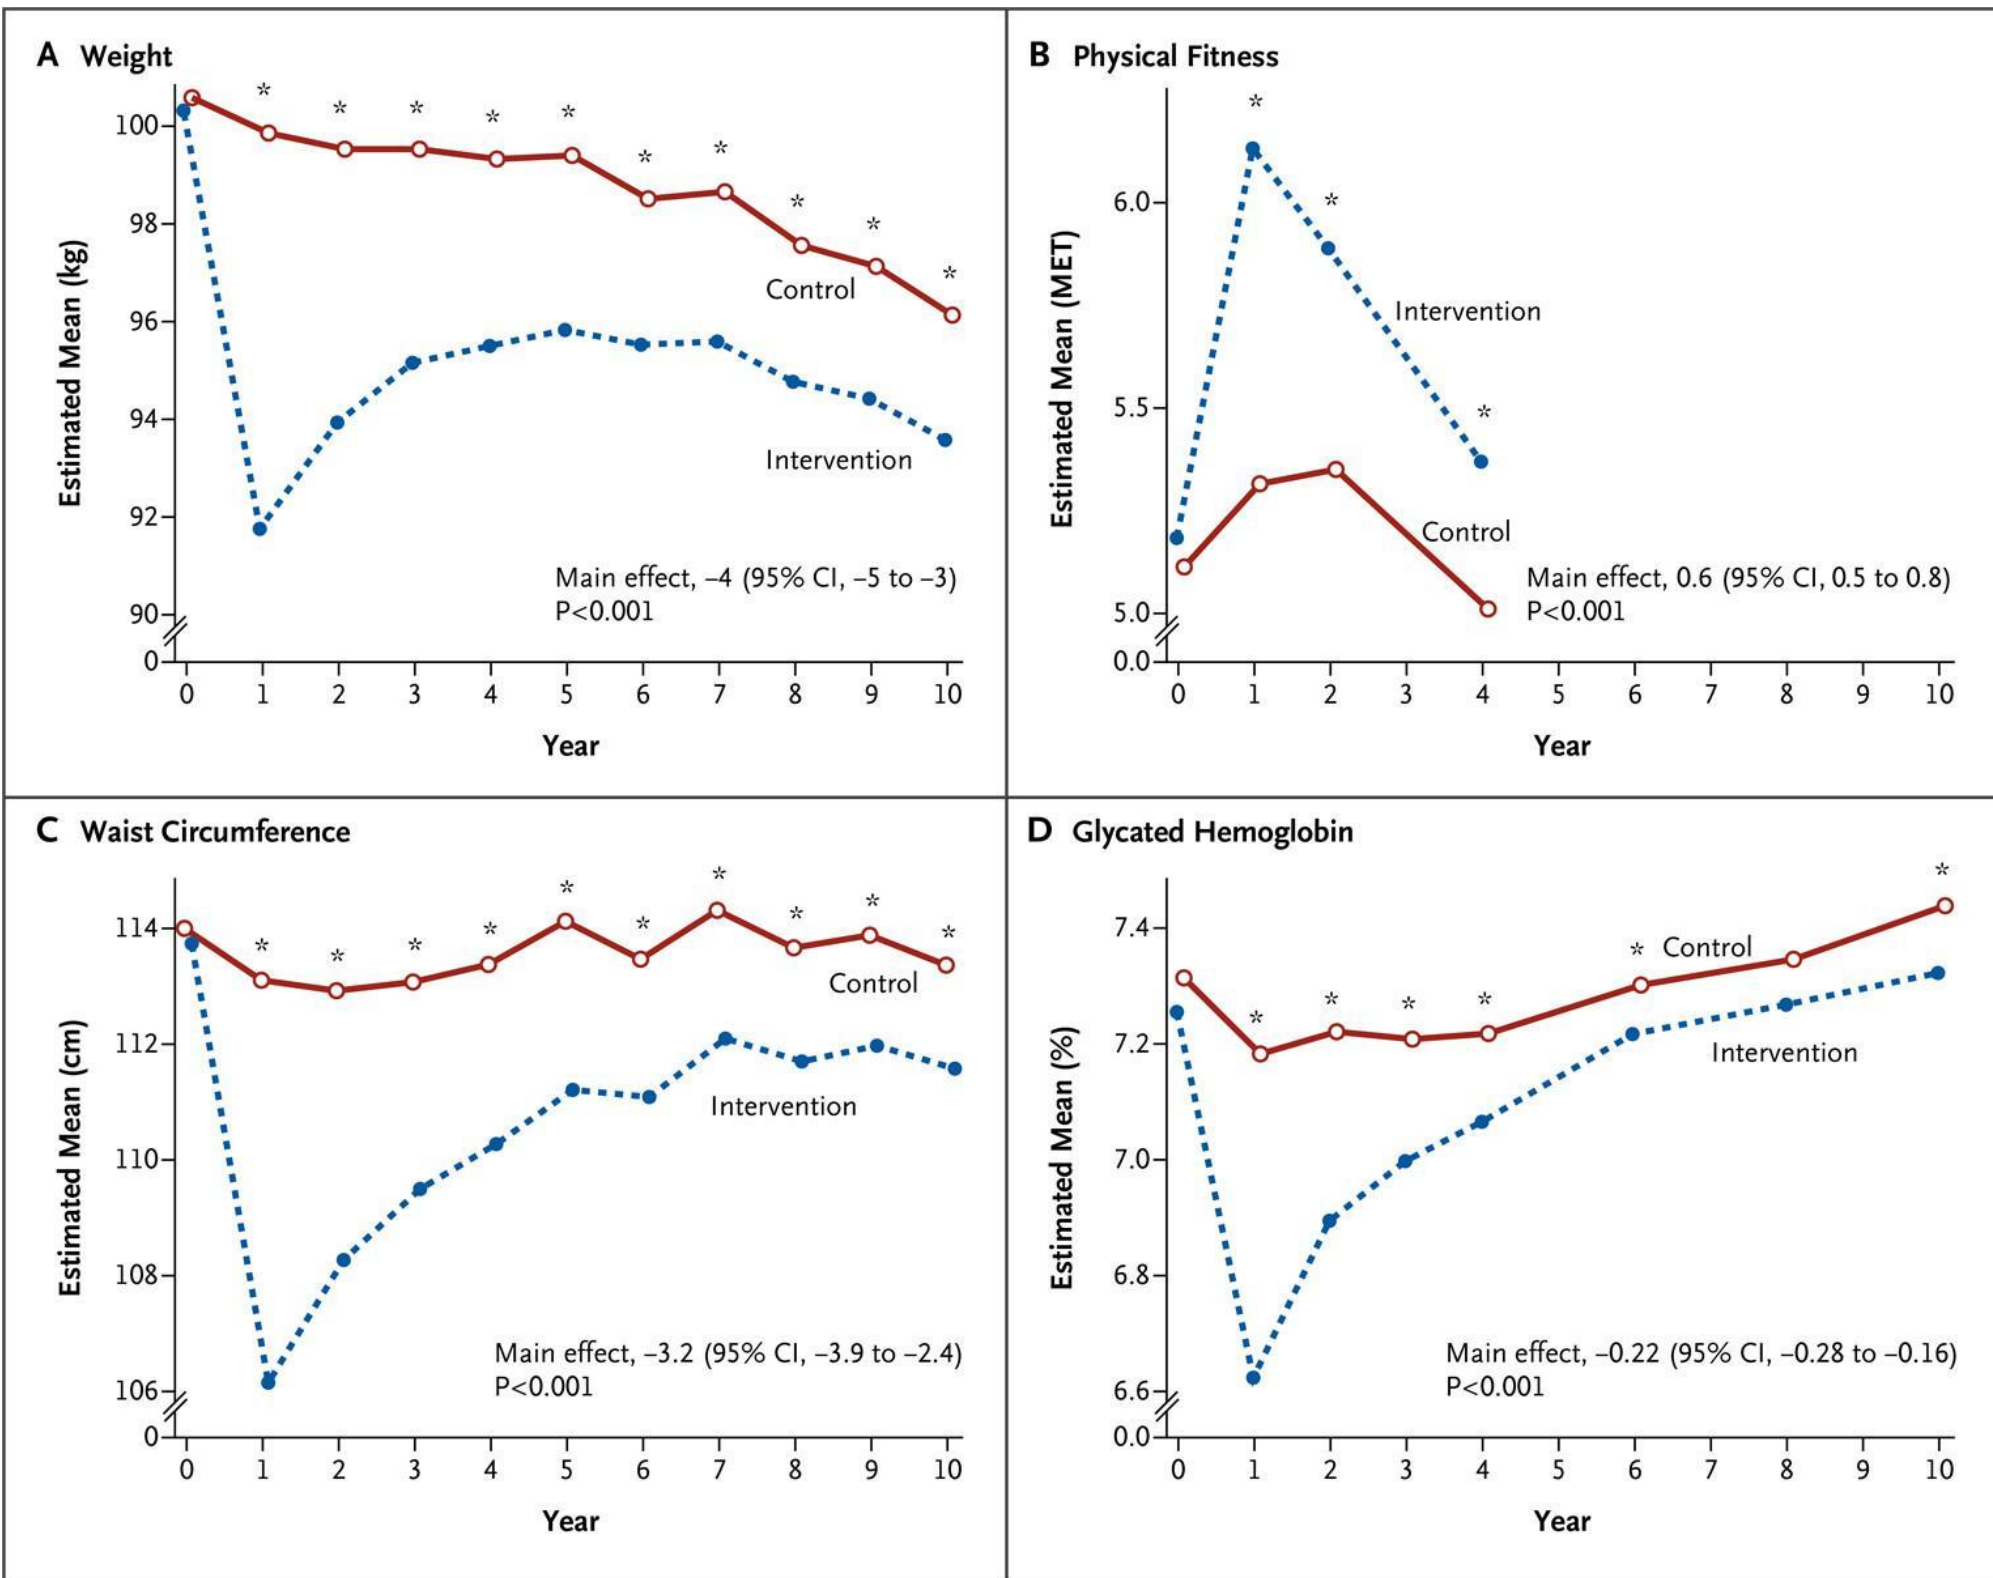 A Weight
* * * * * * * * * *
100
98
96
94
92
90
0
Estimated Mean (kg)
Control
Intervention
Main effect, –4 (95% CI, –5 to –3)
P<0.001
0 1 2 3 4 5 6 7 8 9 10
Year
B Physical Fitness
* * *
6.0
5.5
5.0
0.0
Estimated Mean (MET)
Intervention
Control
Main effect, 0.6 (95% CI, 0.5 to 0.8)
P<0.001
0 1 2 3 4 5 6 7 8 9 10
Year
C Waist Circumference
* * * * * * * * * *
114
112
110
108
106
0
Estimated Mean (cm)
Control
Intervention
Main effect, –3.2 (95% CI, –3.9 to –2.4)
P<0.001
0 1 2 3 4 5 6 7 8 9 10
Year
D Glycated Hemoglobin
* * * * * *
7.4
7.2
7.0
6.8
6.6
0.0
Estimated Mean (%)
Control
Intervention
Main effect, –0.22 (95% CI, –0.28 to –0.16)
P<0.001
0 1 2 3 4 5 6 7 8 9 10
Year